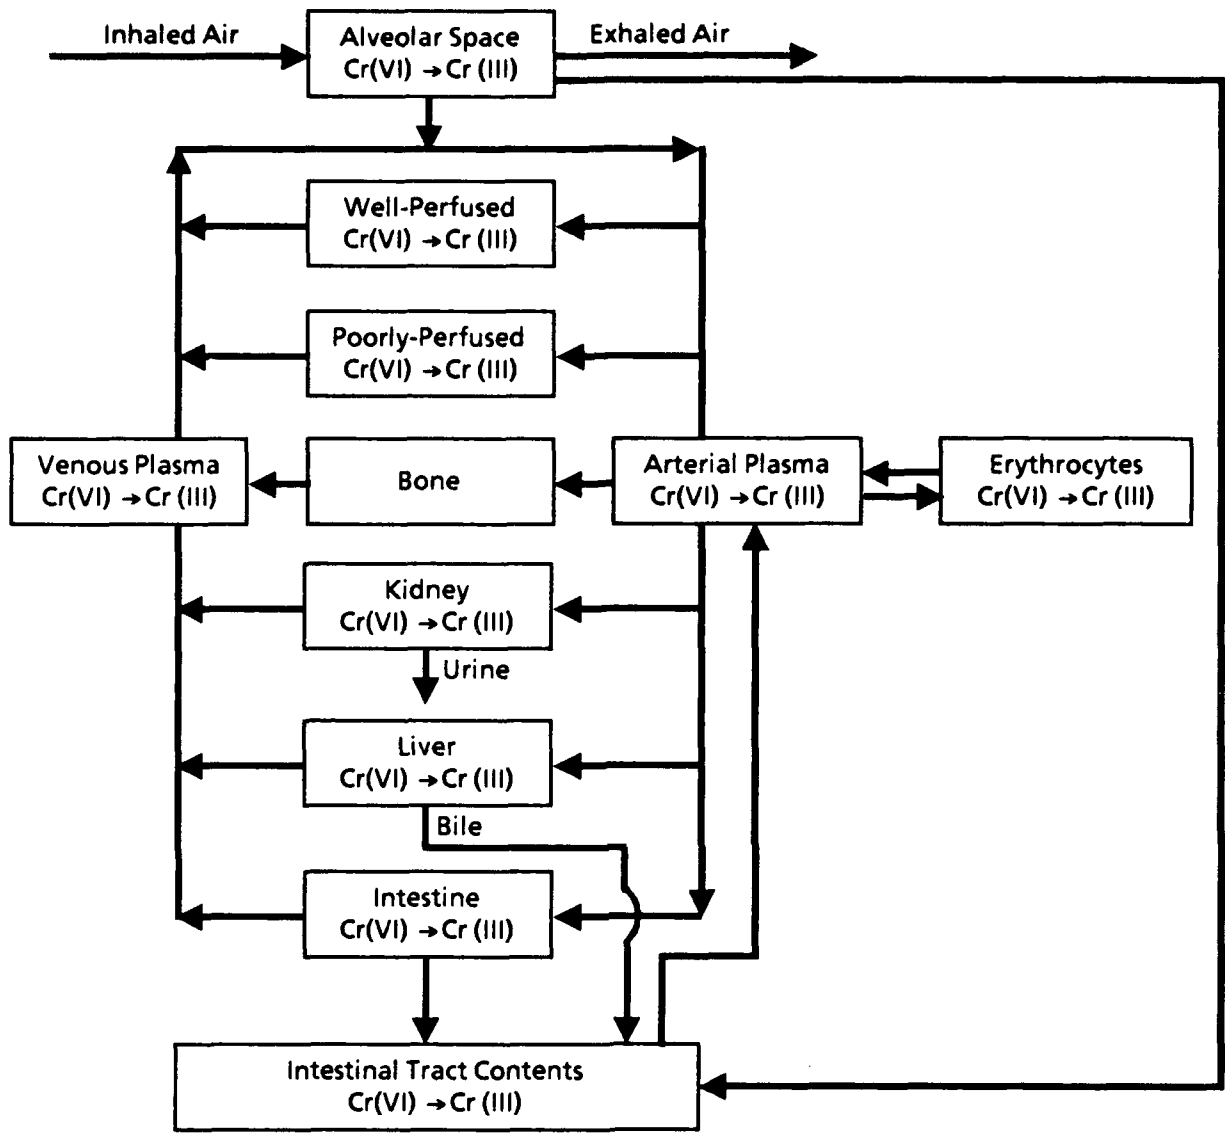 Inhaled Air
Alveolar Space
Cr(VI) → Cr (III)
Exhaled Air
Well-Perfused
Cr(VI) → Cr (III)
Poorly-Perfused
Cr(VI) → Cr (III)
Venous Plasma
Cr(VI) → Cr (III)
Bone
Arterial Plasma
Cr(VI) → Cr (III)
Erythrocytes
Cr(VI) → Cr (III)
Kidney
Cr(VI) → Cr (III)
Urine
Liver
Cr(VI) → Cr (III)
Bile
Intestine
Cr(VI) → Cr (III)
Intestinal Tract Contents
Cr(VI) → Cr (III)